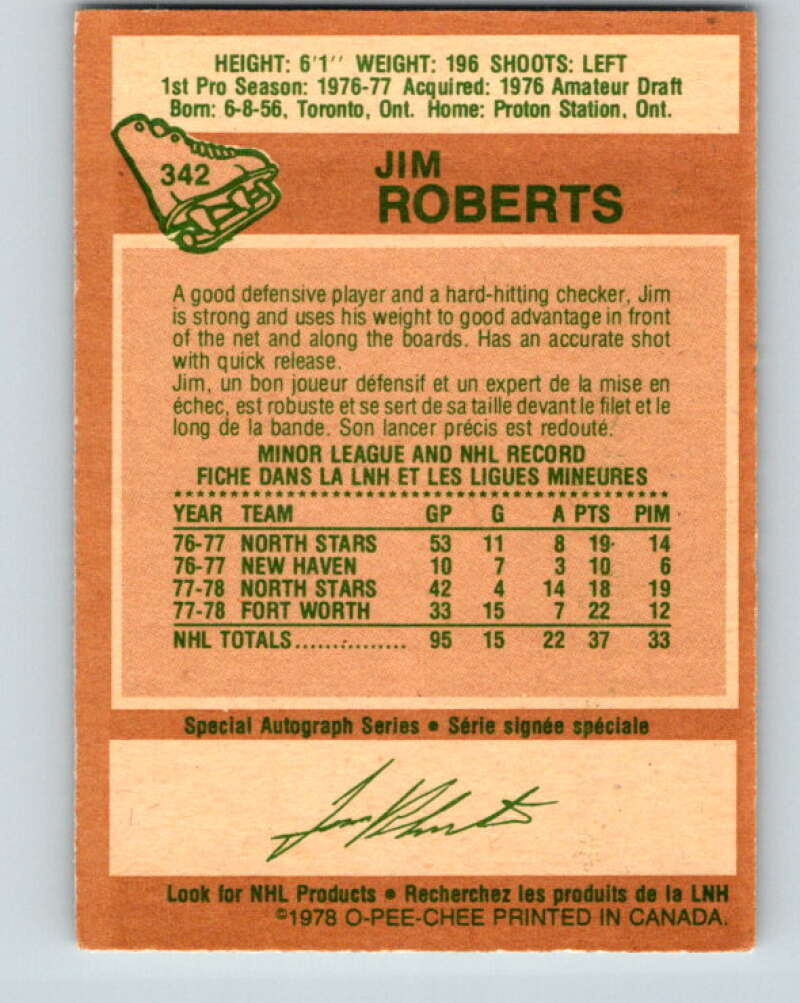 HEIGHT: 6'1'' WEIGHT: 196 SHOOTS: LEFT
1st Pro Season: 1976-77 Acquired: 1976 Amateur Draft
Born: 6-8-56, Toronto, Ont. Home: Proton Station, Ont.
342
JIM
ROBERTS
A good defensive player and a hard-hitting checker, Jim
is strong and uses his weight to good advantage in front
of the net and along the boards. Has an accurate shot
with quick release.
Jim, un bon joueur défensif et un expert de la mise en
échec, est robuste et se sert de sa taille devant le filet et le
long de la bande. Son lancer précis est redouté.
MINOR LEAGUE AND NHL RECORD
FICHE DANS LA LNH ET LES LIGUES MINEURES
YEAR TEAM GP G A PTS PIM
76-77 NORTH STARS 53 11 8 19 14
76-77 NEW HAVEN 10 7 3 10 6
77-78 NORTH STARS 42 4 14 18 19
77-78 FORT WORTH 33 15 7 22 12
NHL TOTALS............... 95 15 22 37 33
Special Autograph Series • Série signée spéciale
Jim Roberts
Look for NHL Products • Recherchez les produits de la LNH
©1978 O-PEE-CHEE PRINTED IN CANADA.